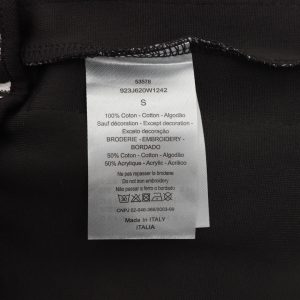 53578
923J620W1242
S
100% Coton - Cotton - Algodão
Sauf décoration - Except decoration -
Exceto decoração
BRODERIE - EMBROIDERY -
BORDADO
50% Coton - Cotton - Algodão
50% Acrylique - Acrylic - Acrílico
Ne pas repasser la broderie
Do not iron embroidery
Não passar o ferro o bordado
CNPJ
Made in ITALY
ITALIA